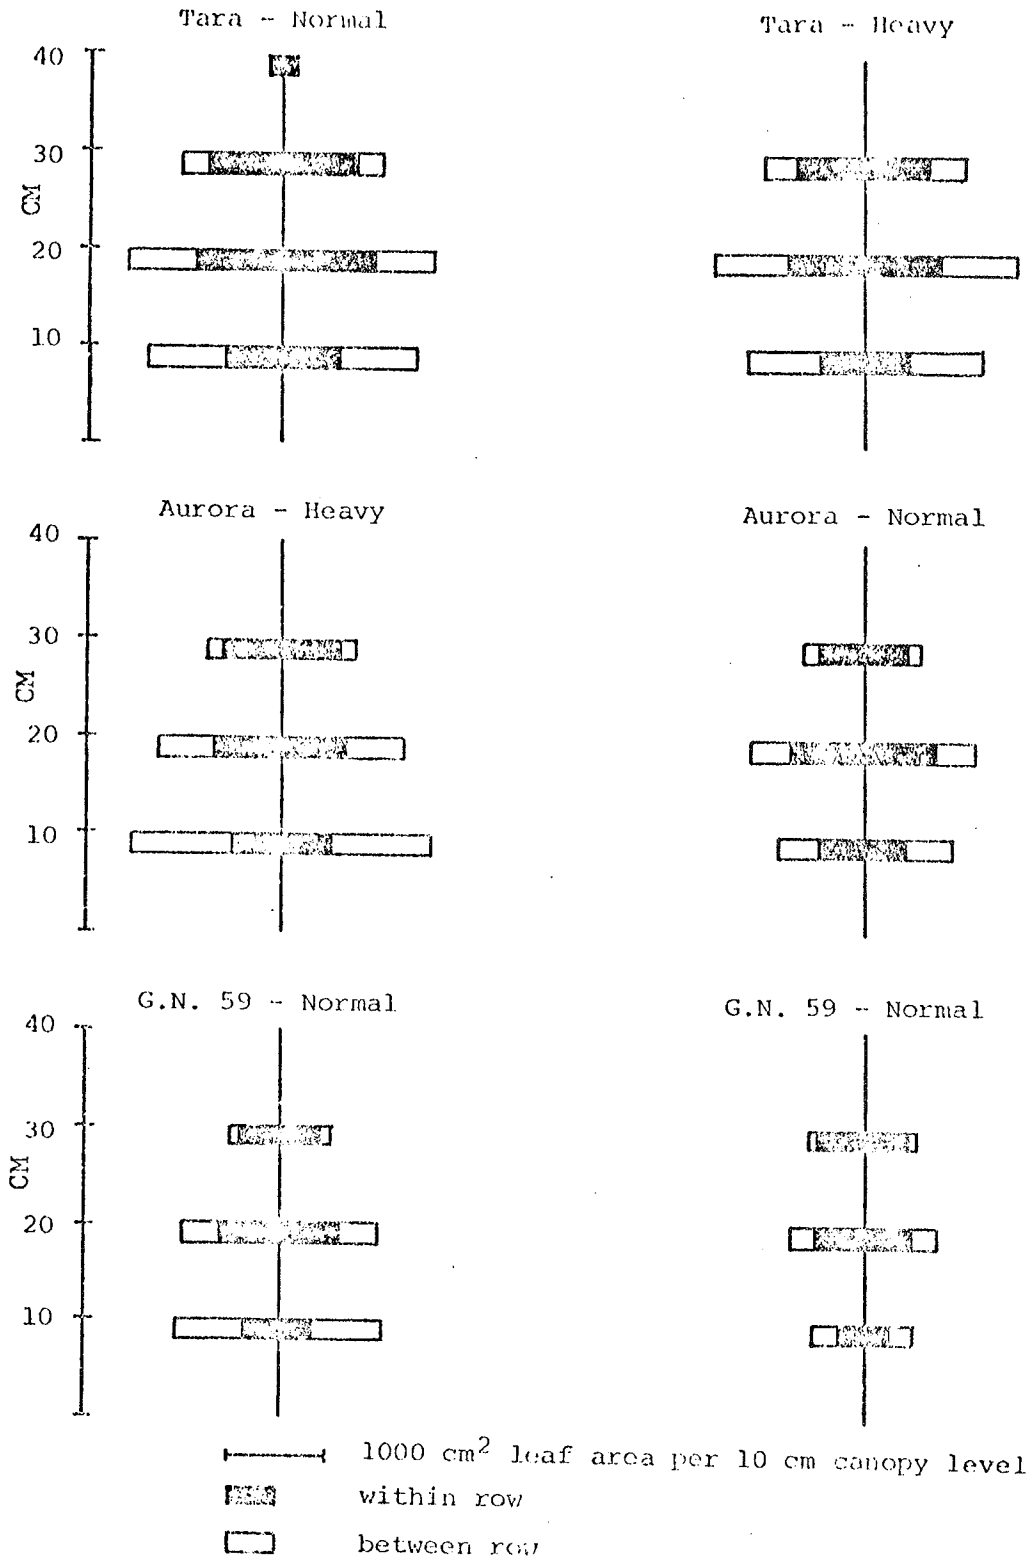 Tara - Normal
Tara - Heavy
40
30
20
10
CM
Aurora - Heavy
Aurora - Normal
40
30
20
10
CM
G.N. 59 - Normal
G.N. 59 - Normal
40
30
20
10
CM
1000 cm² leaf area per 10 cm canopy level
within row
between row